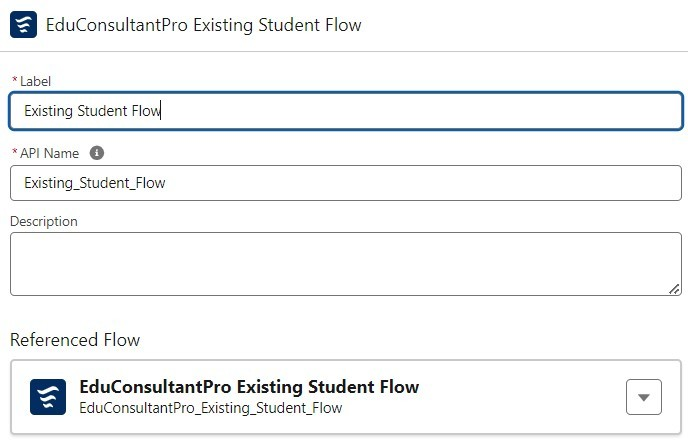 EduConsultantPro Existing Student Flow
* Label
Existing Student Flow
* API Name
Existing_Student_Flow
Description
Referenced Flow
EduConsultantPro Existing Student Flow
EduConsultantPro_Existing_Student_Flow